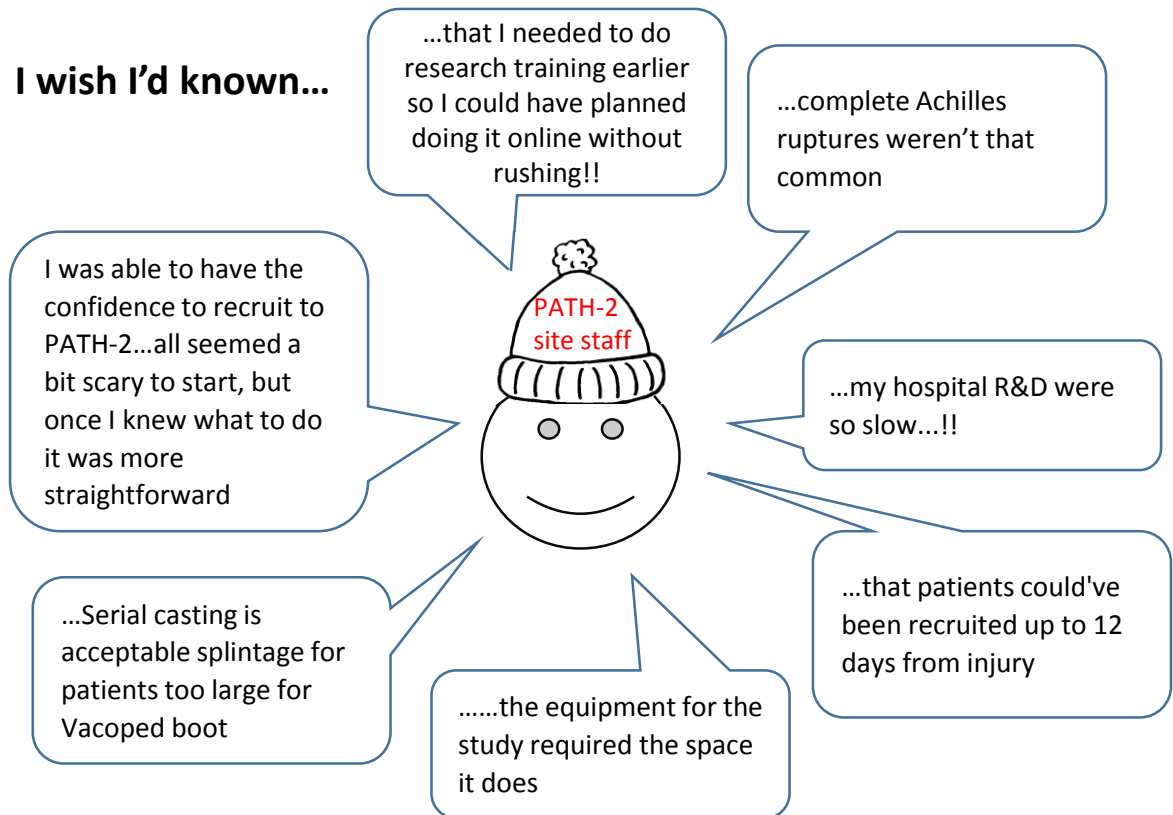 I wish I’d known…
…that I needed to do
research training earlier
so I could have planned
doing it online without
rushing!!
…complete Achilles
ruptures weren’t that
common
I was able to have the
confidence to recruit to
PATH-2…all seemed a
bit scary to start, but
once I knew what to do
it was more
straightforward
PATH-2
site staff
…my hospital R&D were
so slow...!!
…Serial casting is
acceptable splintage for
patients too large for
Vacoped boot
……the equipment for the
study required the space
it does
…that patients could've
been recruited up to 12
days from injury